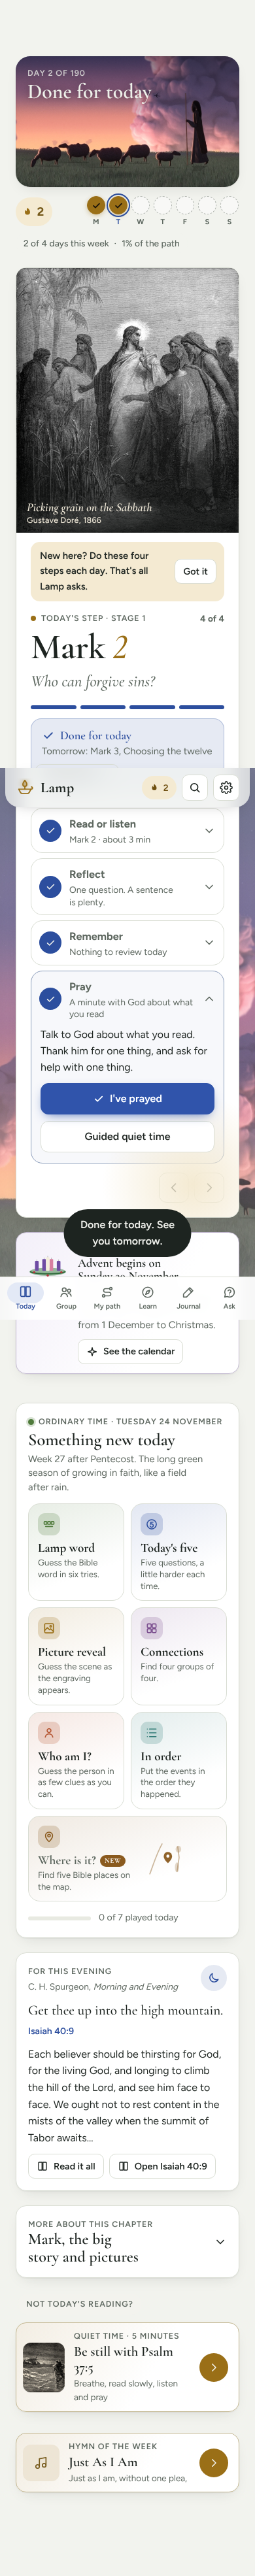 DAY 2 OF 190
Done for today
2
M T W T F S S
2 of 4 days this week · 1% of the path
Picking grain on the Sabbath
Gustave Doré, 1866
New here? Do these four
steps each day. That's all
Lamp asks.
Got it
TODAY'S STEP · STAGE 1
4 of 4
Mark 2
Who can forgive sins?
Done for today
Tomorrow: Mark 3, Choosing the twelve
Lamp
2
Read or listen
Mark 2 · about 3 min
Reflect
One question. A sentence
is plenty.
Remember
Nothing to review today
Pray
A minute with God about what
you read
Talk to God about what you read.
Thank him for one thing, and ask for
help with one thing.
I've prayed
Guided quiet time
Done for today. See
you tomorrow.
Advent begins on
Sunday 29 November
Today
Group
My path
Learn
Journal
Ask
from 1 December to Christmas.
See the calendar
ORDINARY TIME · TUESDAY 24 NOVEMBER
Something new today
Week 27 after Pentecost. The long green
season of growing in faith, like a field
after rain.
Lamp word
Guess the Bible
word in six tries.
Today's five
Five questions, a
little harder each
time.
Picture reveal
Guess the scene as
the engraving
appears.
Connections
Find four groups of
four.
Who am I?
Guess the person in
as few clues as you
can.
In order
Put the events in
the order they
happened.
Where is it? NEW
Find five Bible places on
the map.
0 of 7 played today
FOR THIS EVENING
C. H. Spurgeon, Morning and Evening
Get thee up into the high mountain.
Isaiah 40:9
Each believer should be thirsting for God,
for the living God, and longing to climb
the hill of the Lord, and see him face to
face. We ought not to rest content in the
mists of the valley when the summit of
Tabor awaits...
Read it all
Open Isaiah 40:9
MORE ABOUT THIS CHAPTER
Mark, the big
story and pictures
NOT TODAY'S READING?
QUIET TIME · 5 MINUTES
Be still with Psalm
37:5
Breathe, read slowly, listen
and pray
HYMN OF THE WEEK
Just As I Am
Just as I am, without one plea,